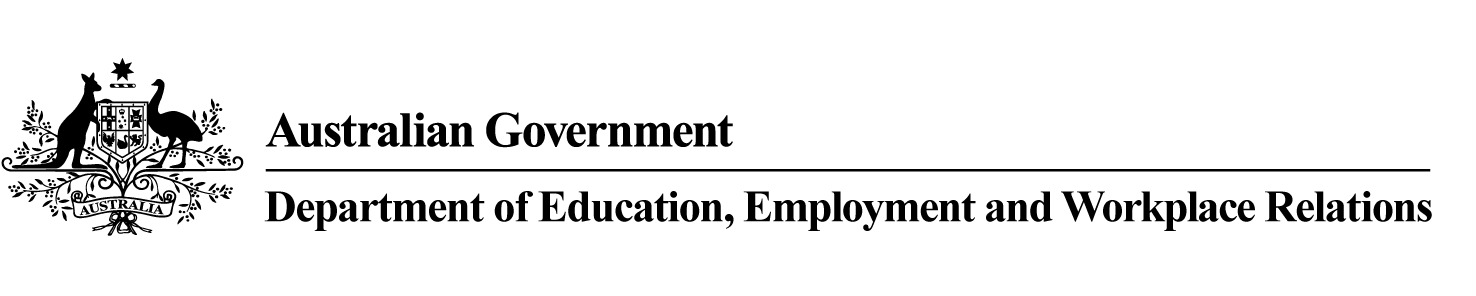 Australian Government
Department of Education, Employment and Workplace Relations
AUSTRALIA